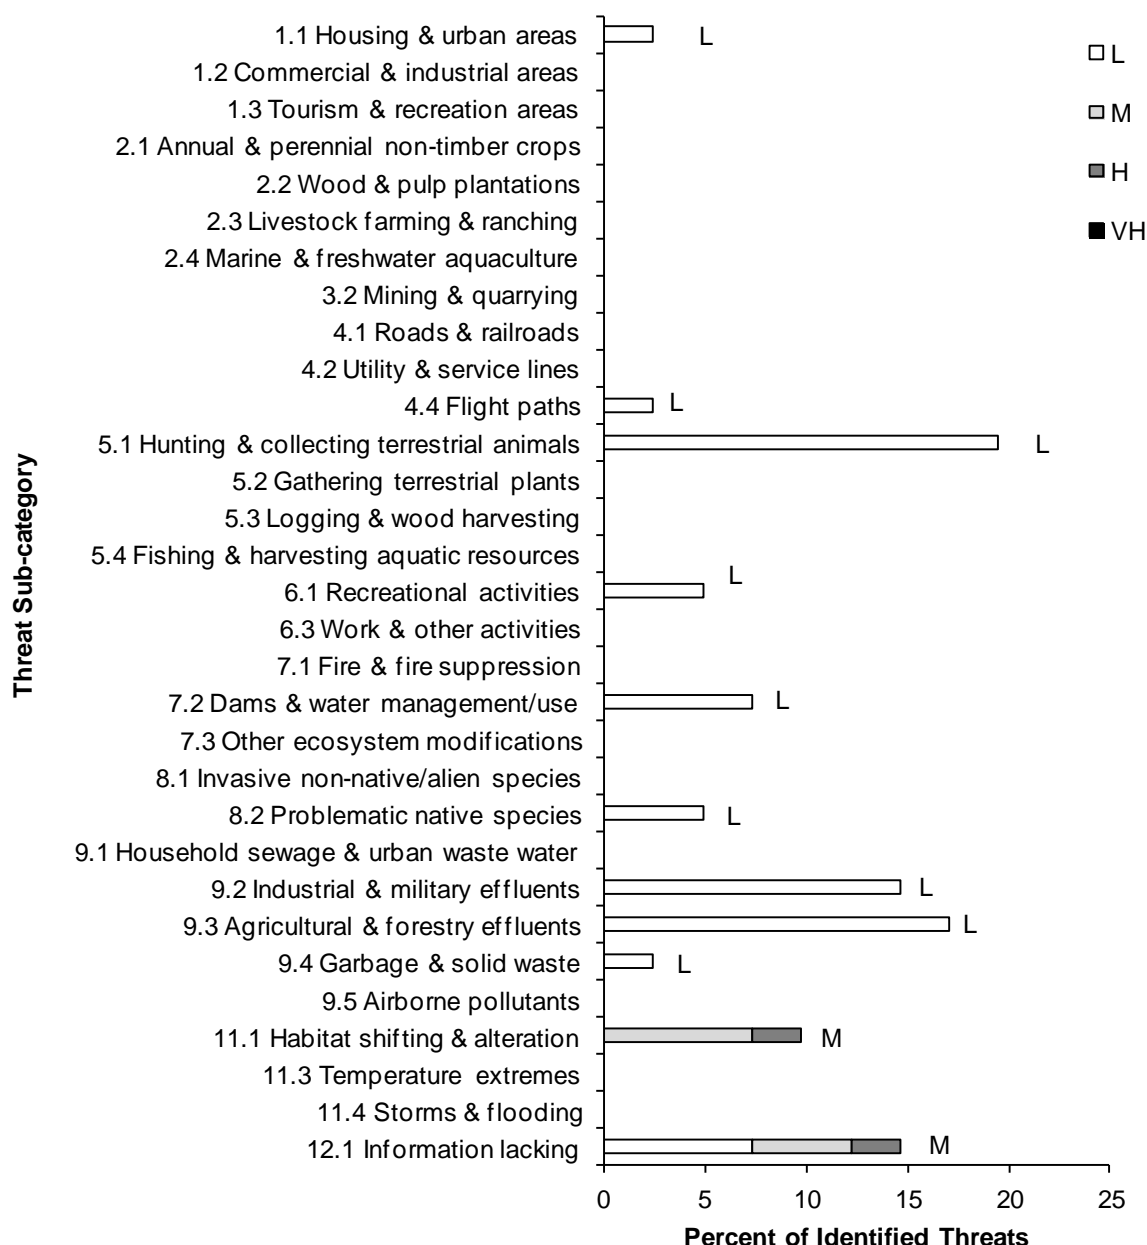 1.1 Housing & urban areas L
1.2 Commercial & industrial areas
1.3 Tourism & recreation areas
2.1 Annual & perennial non-timber crops
2.2 Wood & pulp plantations
2.3 Livestock farming & ranching
2.4 Marine & freshwater aquaculture
3.2 Mining & quarrying
4.1 Roads & railroads
4.2 Utility & service lines
4.4 Flight paths L
5.1 Hunting & collecting terrestrial animals L
5.2 Gathering terrestrial plants
5.3 Logging & wood harvesting
5.4 Fishing & harvesting aquatic resources
6.1 Recreational activities L
6.3 Work & other activities
7.1 Fire & fire suppression
7.2 Dams & water management/use L
7.3 Other ecosystem modifications
8.1 Invasive non-native/alien species
8.2 Problematic native species L
9.1 Household sewage & urban waste water
9.2 Industrial & military effluents L
9.3 Agricultural & forestry effluents L
9.4 Garbage & solid waste L
9.5 Airborne pollutants
11.1 Habitat shifting & alteration M
11.3 Temperature extremes
11.4 Storms & flooding
12.1 Information lacking M
Threat Sub-category
0 5 10 15 20 25
Percent of Identified Threats
L
M
H
VH